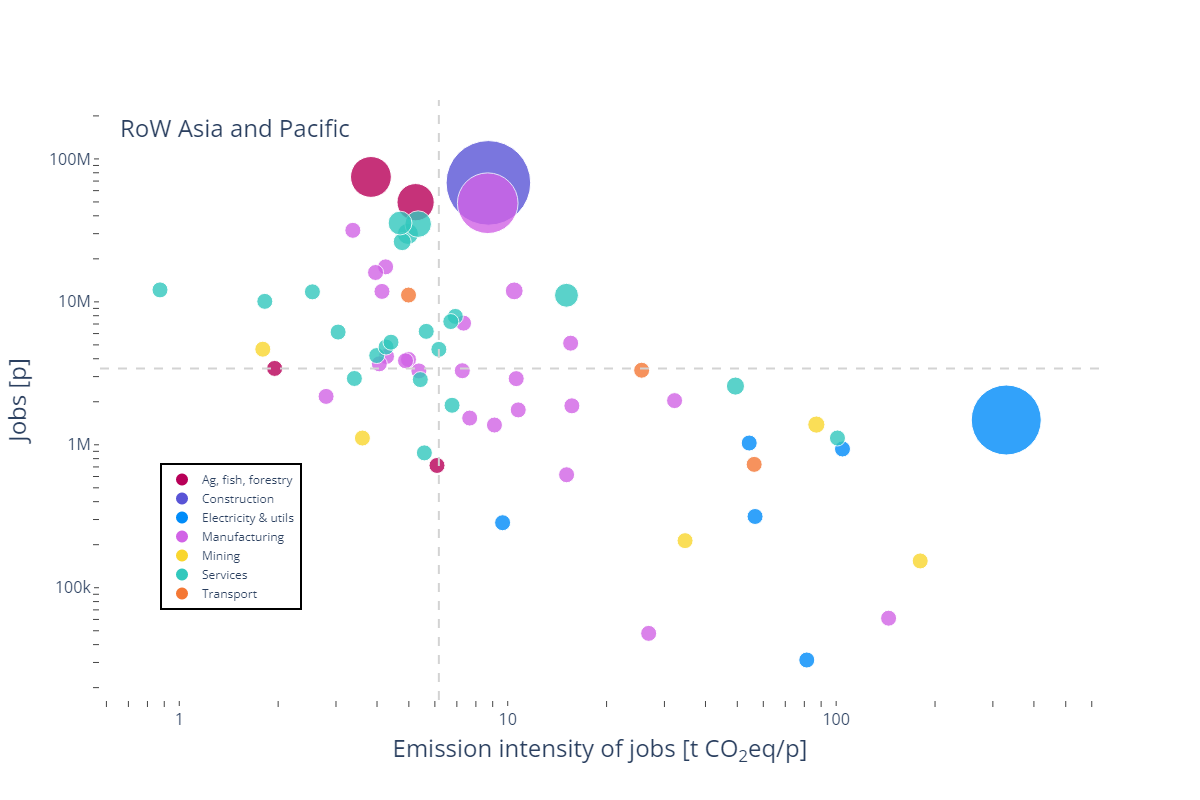 RoW Asia and Pacific
100M
10M
1M
100k
Jobs [p]
Ag, fish, forestry
Construction
Electricity & utils
Manufacturing
Mining
Services
Transport
1 10 100
Emission intensity of jobs [t CO₂eq/p]